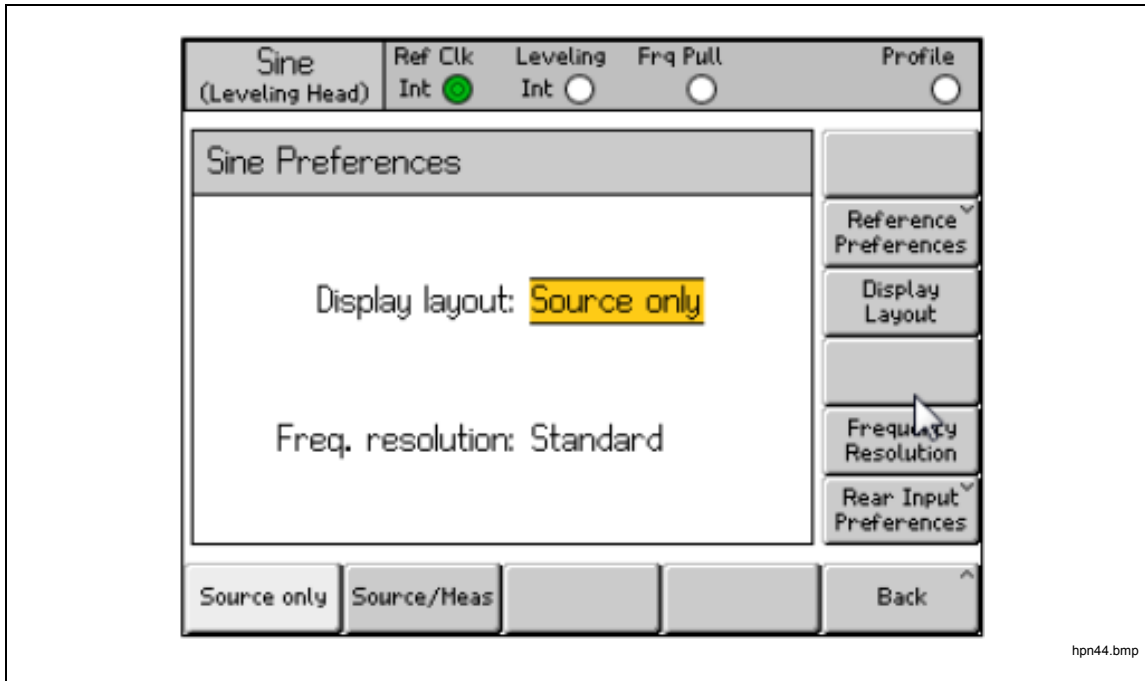 Sine
(Leveling Head)
Ref Clk
Int
Leveling
Int
Frq Pull
Profile
Sine Preferences
Display layout: Source only
Freq. resolution: Standard
Reference
Preferences
Display
Layout
Frequency
Resolution
Rear Input
Preferences
Source only
Source/Meas
Back
hpn44.bmp